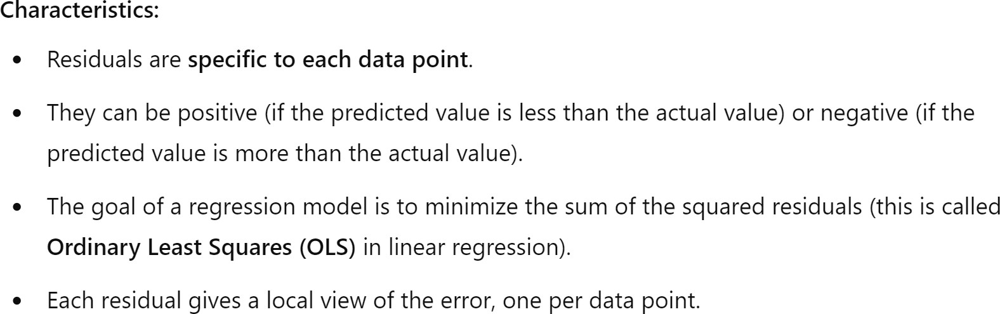 Characteristics:
• Residuals are specific to each data point.
• They can be positive (if the predicted value is less than the actual value) or negative (if the
predicted value is more than the actual value).
• The goal of a regression model is to minimize the sum of the squared residuals (this is called
Ordinary Least Squares (OLS) in linear regression).
• Each residual gives a local view of the error, one per data point.